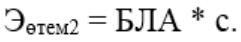 Эөтем2 = БЛА * с.